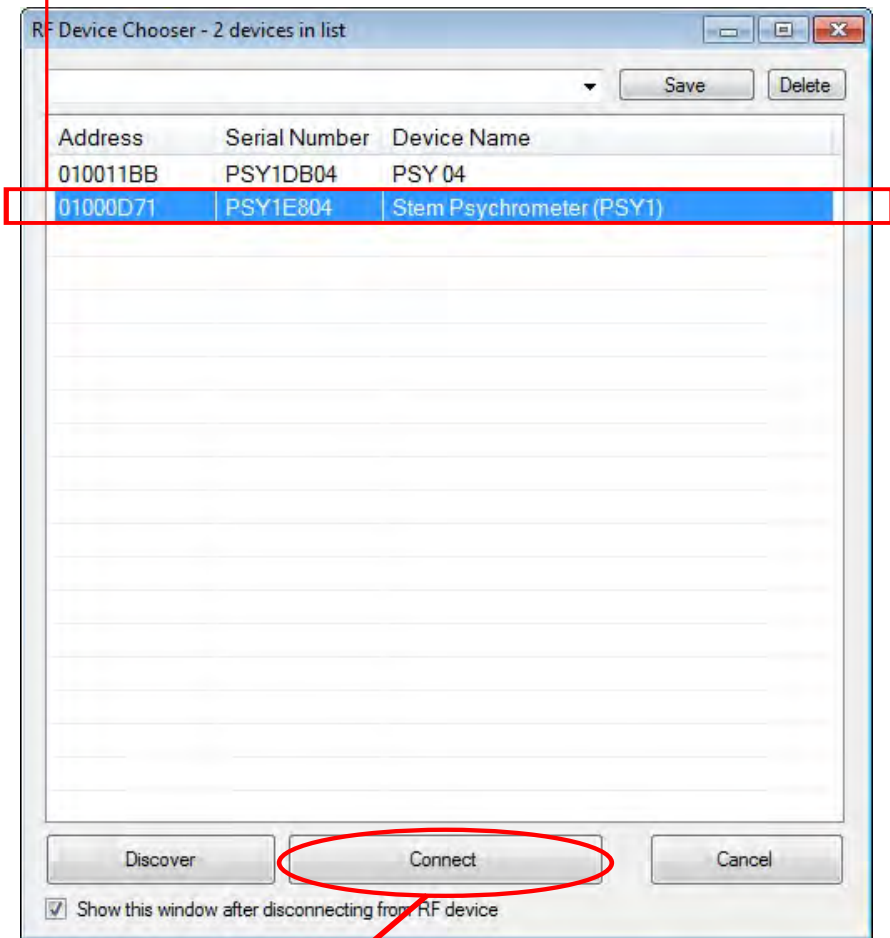 RF Device Chooser - 2 devices in list
Save Delete
Address Serial Number Device Name
010011BB PSY1DB04 PSY 04
01000D71 PSY1E804 Stem Psychrometer (PSY1)
Discover Connect Cancel
Show this window after disconnecting from RF device